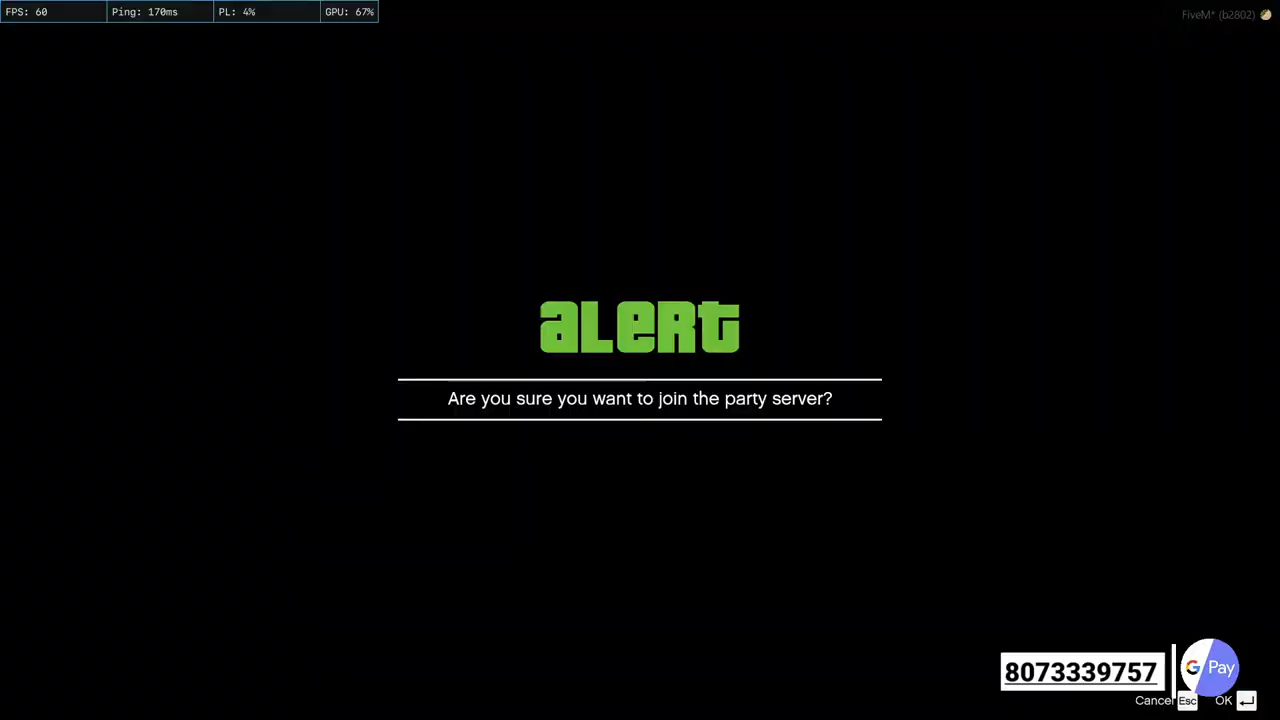 FPS: 60 Ping: 170ms PL: 4% GPU: 67%
FiveM* (b2802)
alert
Are you sure you want to join the party server?
8073339757
G Pay
Cancel Esc OK